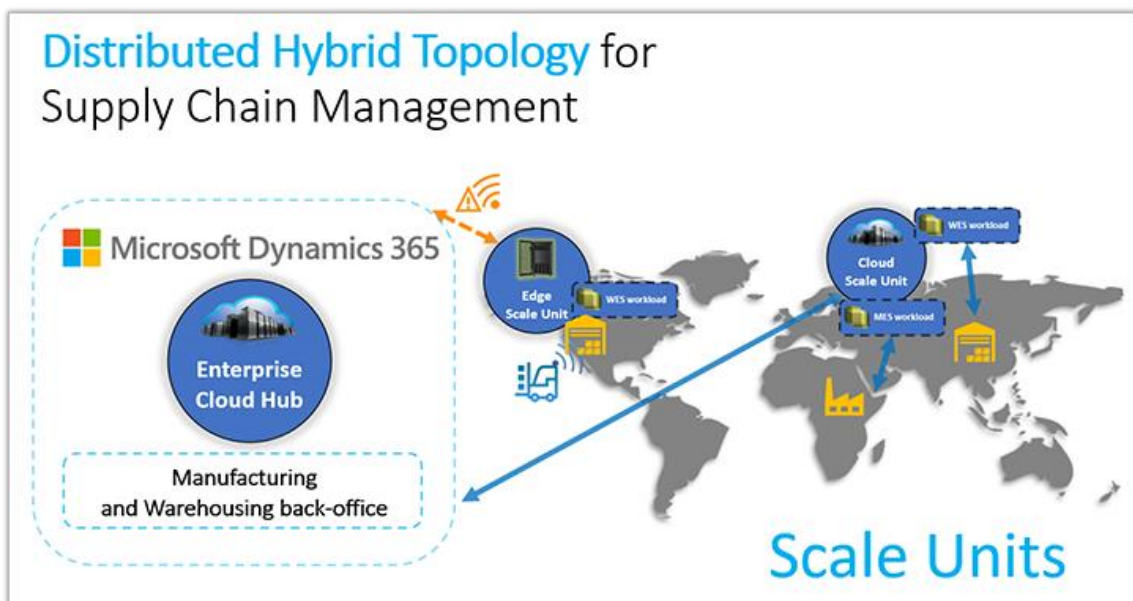 Distributed Hybrid Topology for
Supply Chain Management
Microsoft Dynamics 365
Enterprise
Cloud Hub
Manufacturing
and Warehousing back-office
Edge
Scale Unit
WES workload
Cloud
Scale Unit
WES workload
MES workload
Scale Units